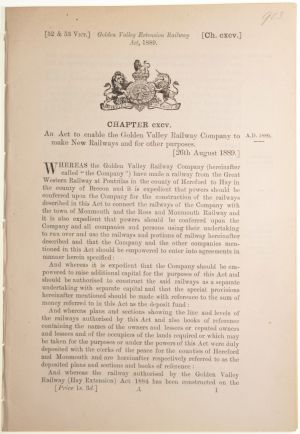 903
[52 & 53 VICT.] Golden Valley Extension Railway [Ch. cxcv.]
Act, 1889.
CHAPTER cxcv.
An Act to enable the Golden Valley Railway Company to A.D. 1889.
make New Railways and for other purposes.
[26th August 1889.]
WHEREAS the Golden Valley Railway Company (hereinafter
called "the Company") have made a railway from the Great
Western Railway at Pontrilas in the county of Hereford to Hay in
the county of Brecon and it is expedient that powers should be
conferred upon the Company for the construction of the railways
described in this Act to connect the railways of the Company with
the town of Monmouth and the Ross and Monmouth Railway and
it is also expedient that powers should be conferred upon the
Company and all companies and persons using their undertaking
to run over and use the railways and portions of railway hereinafter
described and that the Company and the other companies men-
tioned in this Act should be empowered to enter into agreements in
manner herein specified:
And whereas it is expedient that the Company should be em-
powered to raise additional capital for the purposes of this Act and
should be authorised to construct the said railways as a separate
undertaking with separate capital and that the special provisions
hereinafter mentioned should be made with reference to the sum of
money referred to in this Act as the deposit fund:
And whereas plans and sections showing the line and levels of
the railways authorised by this Act and also books of reference
containing the names of the owners and lessees or reputed owners
and lessees and of the occupiers of the lands required or which may
be taken for the purposes or under the powers of this Act were duly
deposited with the clerks of the peace for the counties of Hereford
and Monmouth and are hereinafter respectively referred to as the
deposited plans and sections and books of reference:
And whereas the railway authorised by the Golden Valley
Railway (Hay Extension) Act 1884 has been constructed on the
[Price 1s. 3d.] A 1